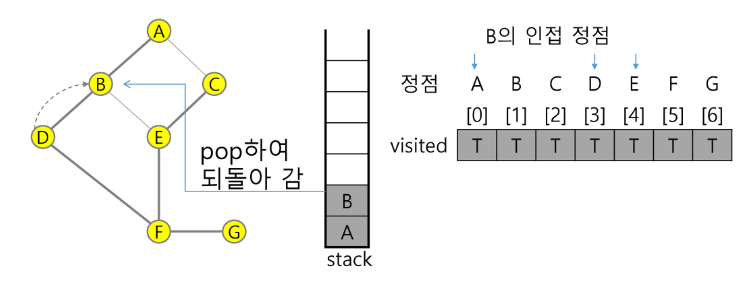 A
B
C
D
E
F
G
pop하여
되돌아 감
B
A
stack
B의 인접 정점
정점 A B C D E F G
[0] [1] [2] [3] [4] [5] [6]
visited T T T T T T T